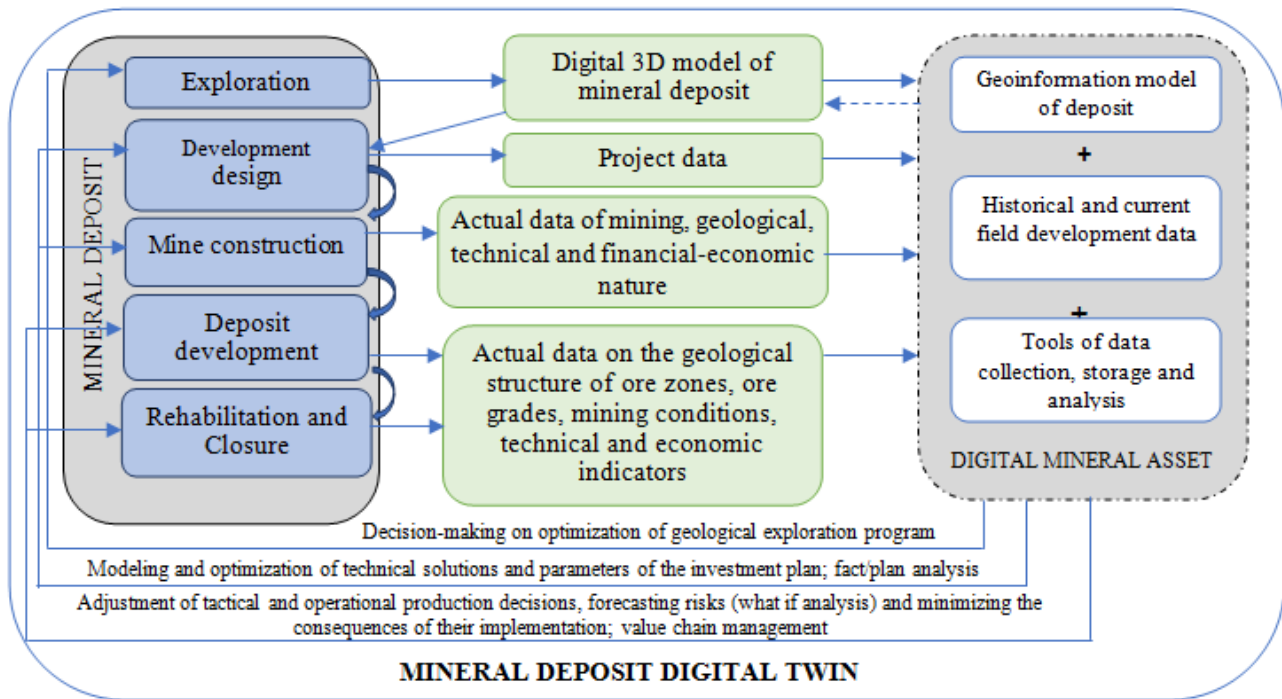 MINERAL DEPOSIT
Exploration
Development
design
Mine construction
Deposit
development
Rehabilitation and
Closure
Digital 3D model of
mineral deposit
Project data
Actual data of mining, geological,
technical and financial-economic
nature
Actual data on the geological
structure of ore zones, ore
grades, mining conditions,
technical and economic
indicators
Geoinformation model
of deposit
+
Historical and current
field development data
+
Tools of data
collection, storage and
analysis
DIGITAL MINERAL ASSET
Decision-making on optimization of geological exploration program
Modeling and optimization of technical solutions and parameters of the investment plan; fact/plan analysis
Adjustment of tactical and operational production decisions, forecasting risks (what if analysis) and minimizing the
consequences of their implementation; value chain management
MINERAL DEPOSIT DIGITAL TWIN